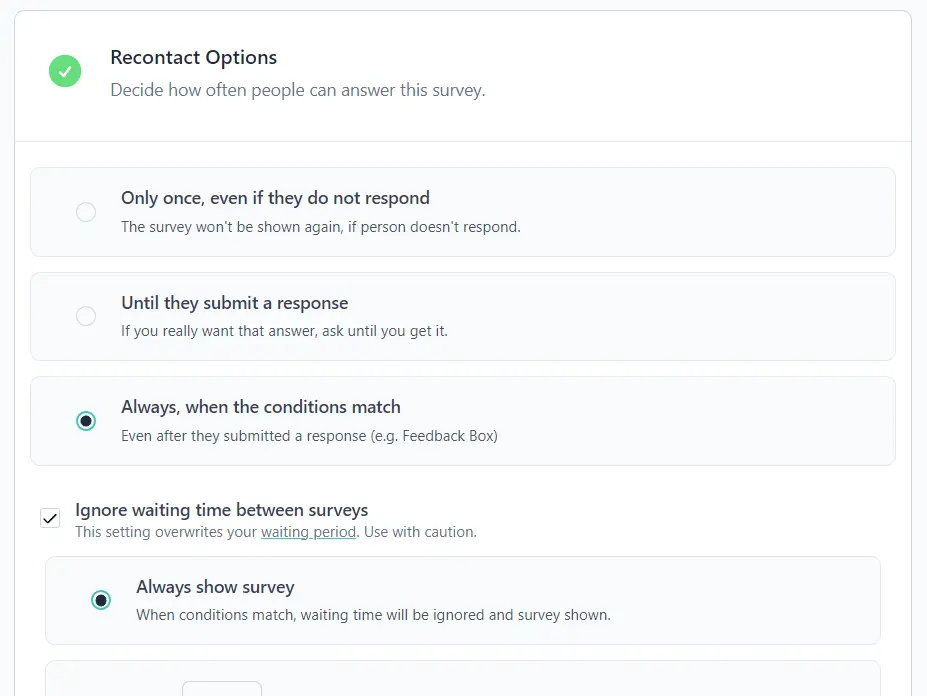 Recontact Options
Decide how often people can answer this survey.
Only once, even if they do not respond
The survey won't be shown again, if person doesn't respond.
Until they submit a response
If you really want that answer, ask until you get it.
Always, when the conditions match
Even after they submitted a response (e.g. Feedback Box)
Ignore waiting time between surveys
This setting overwrites your waiting period. Use with caution.
Always show survey
When conditions match, waiting time will be ignored and survey shown.